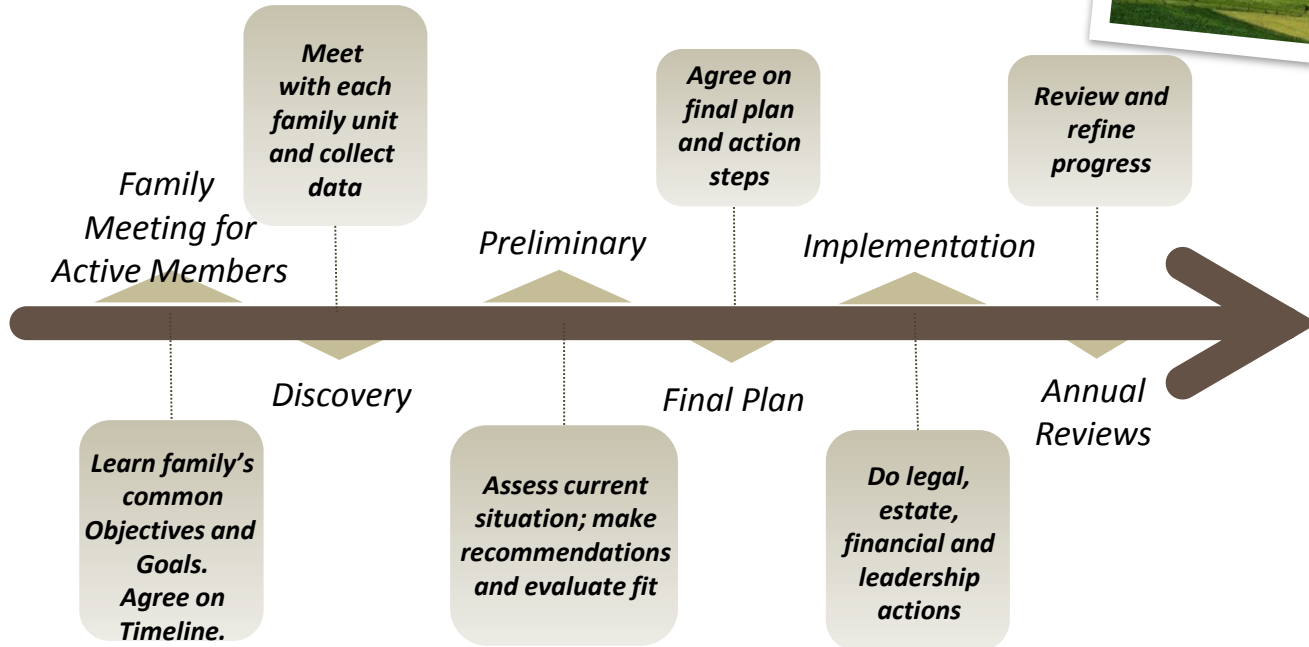 Family
Meeting for
Active Members
Learn family’s
common
Objectives and
Goals.
Agree on
Timeline.
Meet
with each
family unit
and collect
data
Discovery
Preliminary
Assess current
situation; make
recommendations
and evaluate fit
Agree on
final plan
and action
steps
Final Plan
Implementation
Do legal,
estate,
financial and
leadership
actions
Review and
refine
progress
Annual
Reviews